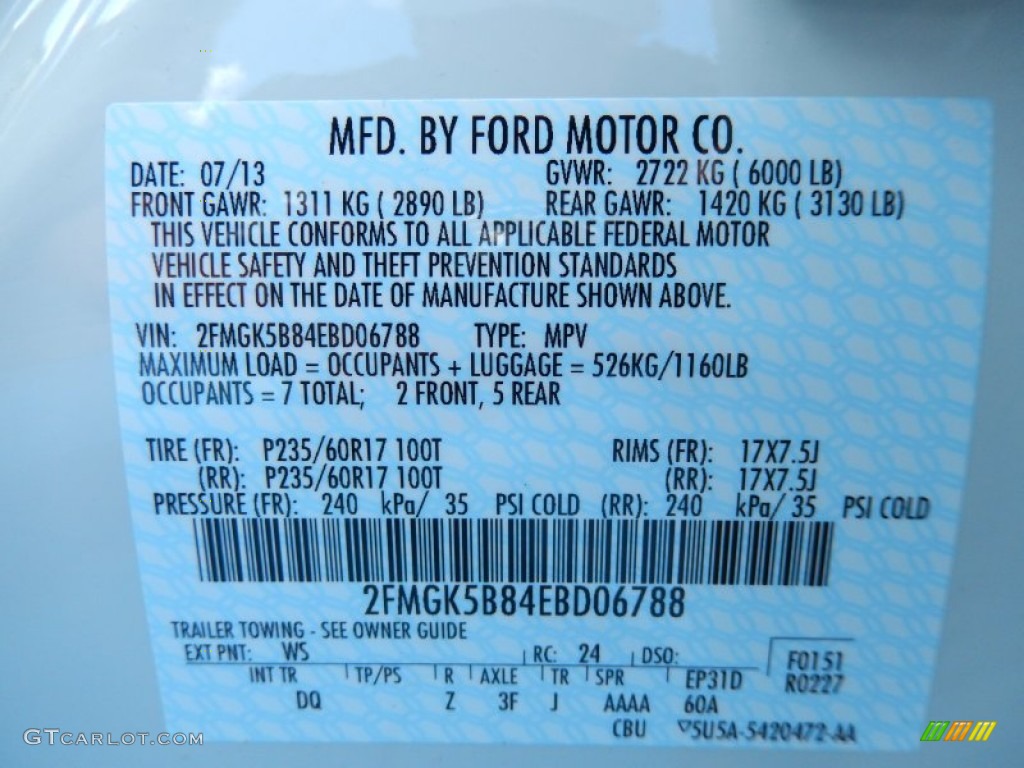 MFD. BY FORD MOTOR CO.
DATE: 07/13 GVWR: 2722 KG ( 6000 LB)
FRONT GAWR: 1311 KG ( 2890 LB) REAR GAWR: 1420 KG ( 3130 LB)
THIS VEHICLE CONFORMS TO ALL APPLICABLE FEDERAL MOTOR
VEHICLE SAFETY AND THEFT PREVENTION STANDARDS
IN EFFECT ON THE DATE OF MANUFACTURE SHOWN ABOVE.
VIN: 2FMGK5B84EBD06788 TYPE: MPV
MAXIMUM LOAD = OCCUPANTS + LUGGAGE = 526KG/1160LB
OCCUPANTS = 7 TOTAL; 2 FRONT, 5 REAR
TIRE (FR): P235/60R17 100T RIMS (FR): 17X7.5J
(RR): P235/60R17 100T (RR): 17X7.5J
PRESSURE (FR): 240 kPa/ 35 PSI COLD (RR): 240 kPa/ 35 PSI COLD
2FMGK5B84EBD06788
TRAILER TOWING - SEE OWNER GUIDE
EXT PNT: WS RC: 24 DSO: F0151
INT TR TP/PS R AXLE TR SPR EP31D R0227
DQ Z 3F J AAAA 60A
CBU 5U5A-5420472-AA
GTCARLOT.COM